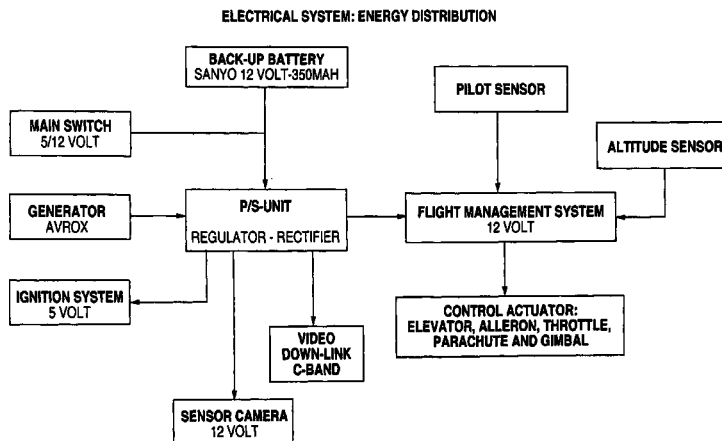 ELECTRICAL SYSTEM: ENERGY DISTRIBUTION
BACK-UP BATTERY
SANYO 12 VOLT-350MAH
PILOT SENSOR
MAIN SWITCH
5/12 VOLT
ALTITUDE SENSOR
GENERATOR
AVROX
P/S-UNIT
REGULATOR - RECTIFIER
FLIGHT MANAGEMENT SYSTEM
12 VOLT
IGNITION SYSTEM
5 VOLT
VIDEO
DOWN-LINK
C-BAND
CONTROL ACTUATOR:
ELEVATOR, ALLERON, THROTTLE,
PARACHUTE AND GIMBAL
SENSOR CAMERA
12 VOLT